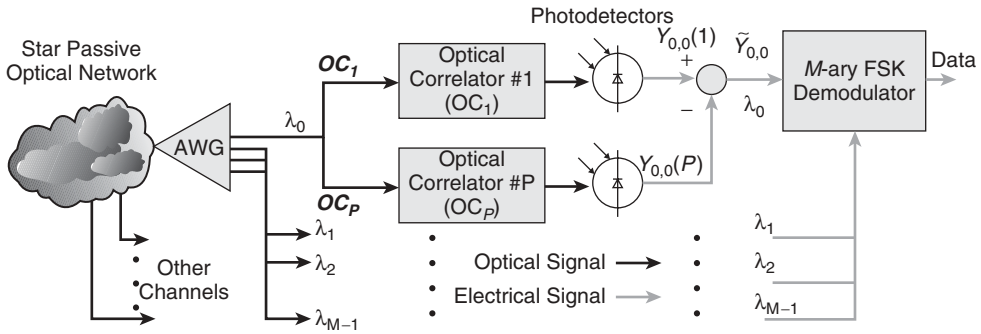 Photodetectors
Star Passive
Optical Network
AWG
λ0
OC1
OCP
Optical
Correlator #1
(OC1)
Optical
Correlator #P
(OCP)
Y0,0(1)
+
−
Ỹ0,0
λ0
Y0,0(P)
M-ary FSK
Demodulator
Data
λ1
λ2
λM−1
Other
Channels
Optical Signal
Electrical Signal
λ1
λ2
λM−1